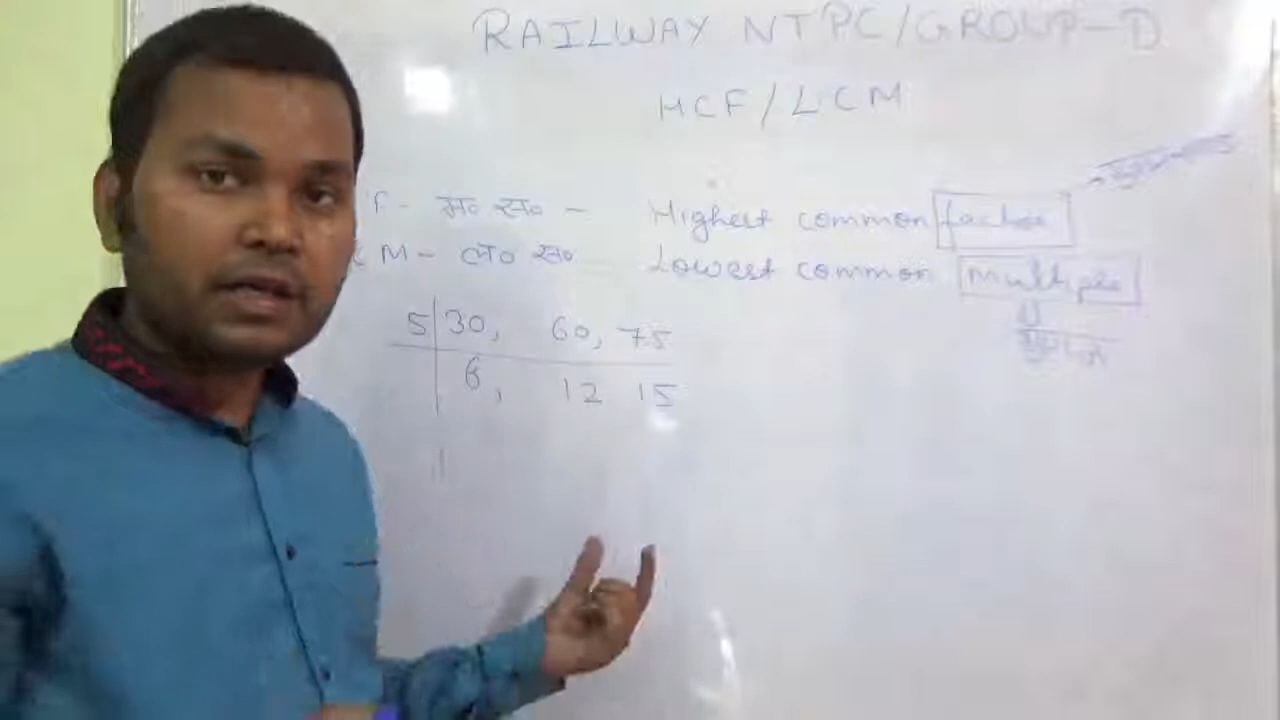 RAILWAY NTPC/GROUP-D
HCF/LCM
F- म० स० - Highest common factor
CM- ल० स० Lowest common Multiple
5 30, 60, 75
6, 12 15